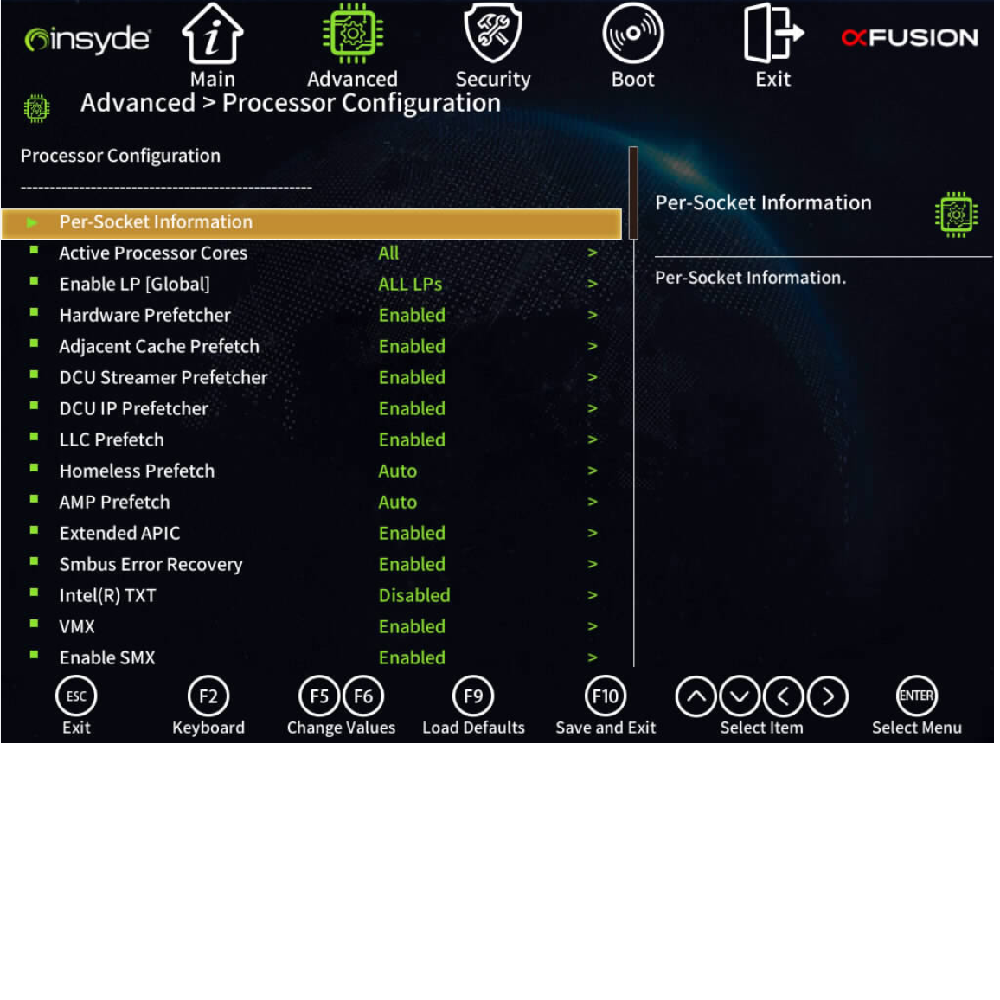 insyde
Main
Advanced
Security
Boot
Exit
FUSION
Advanced > Processor Configuration
Processor Configuration
--------------------------------------------------
Per-Socket Information
Active Processor Cores All >
Enable LP [Global] ALL LPs >
Hardware Prefetcher Enabled >
Adjacent Cache Prefetch Enabled >
DCU Streamer Prefetcher Enabled >
DCU IP Prefetcher Enabled >
LLC Prefetch Enabled >
Homeless Prefetch Auto >
AMP Prefetch Auto >
Extended APIC Enabled >
Smbus Error Recovery Enabled >
Intel(R) TXT Disabled >
VMX Enabled >
Enable SMX Enabled >
Per-Socket Information
Per-Socket Information.
ESC F2 F5 F6 F9 F10 ENTER
Exit Keyboard Change Values Load Defaults Save and Exit Select Item Select Menu